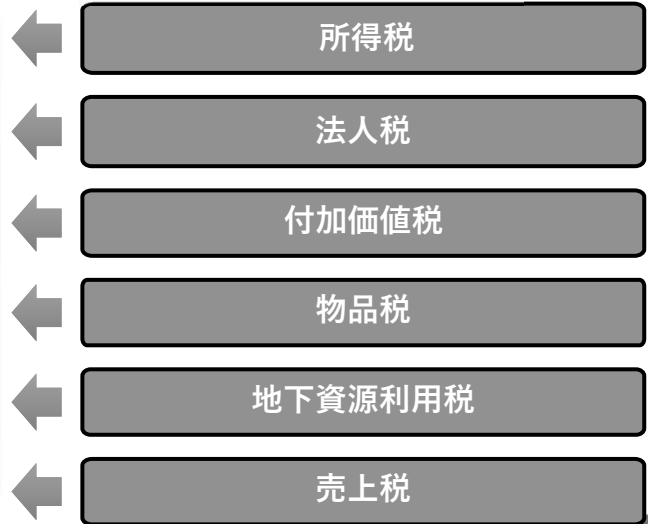 所得税
法人税
付加価値税
物品税
地下資源利用税
売上税